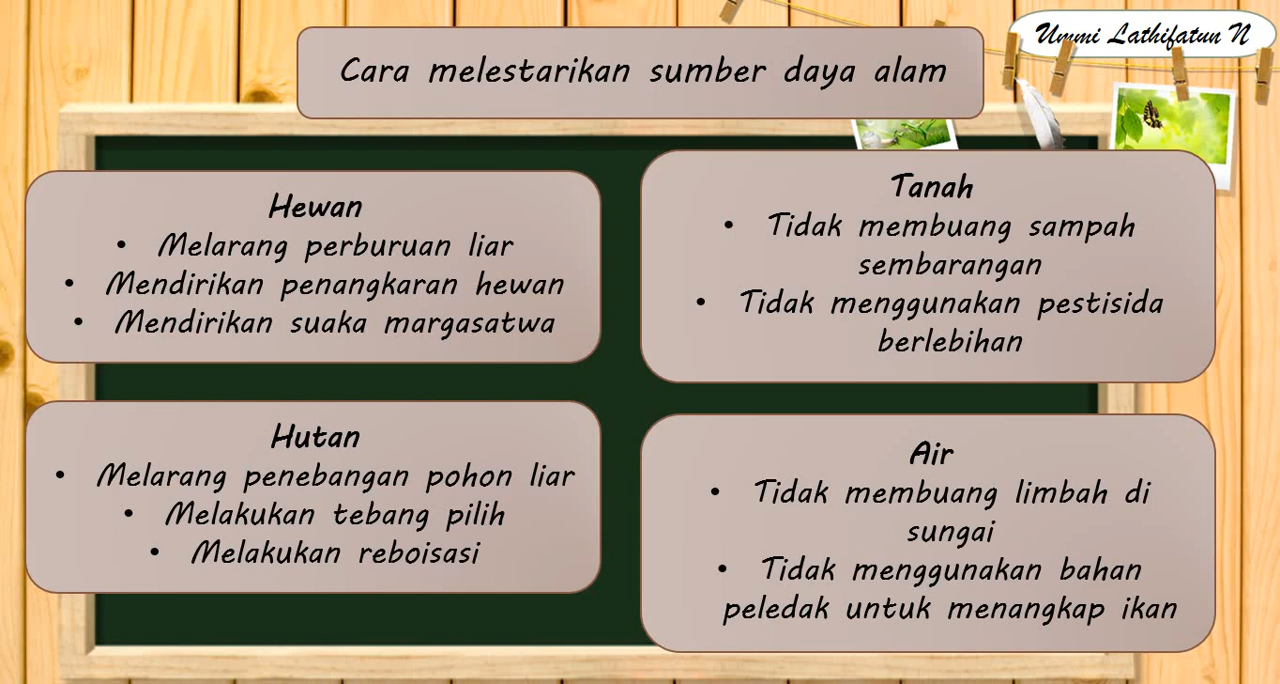 Ummi Lathifatun N
Cara melestarikan sumber daya alam
Hewan
• Melarang perburuan liar
• Mendirikan penangkaran hewan
• Mendirikan suaka margasatwa
Tanah
• Tidak membuang sampah
sembarangan
• Tidak menggunakan pestisida
berlebihan
Hutan
• Melarang penebangan pohon liar
• Melakukan tebang pilih
• Melakukan reboisasi
Air
• Tidak membuang limbah di
sungai
• Tidak menggunakan bahan
peledak untuk menangkap ikan